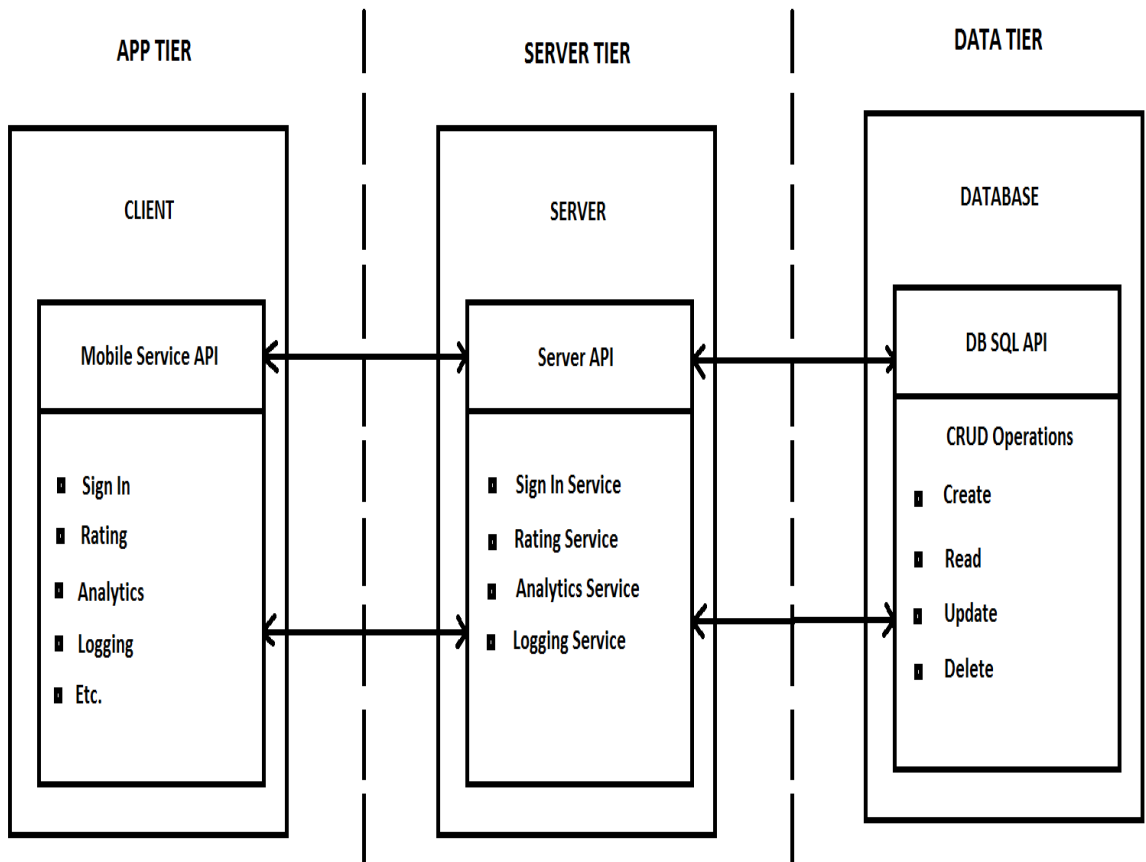 APP TIER
SERVER TIER
DATA TIER
CLIENT
Mobile Service API
Sign In
Rating
Analytics
Logging
Etc.
SERVER
Server API
Sign In Service
Rating Service
Analytics Service
Logging Service
DATABASE
DB SQL API
CRUD Operations
Create
Read
Update
Delete